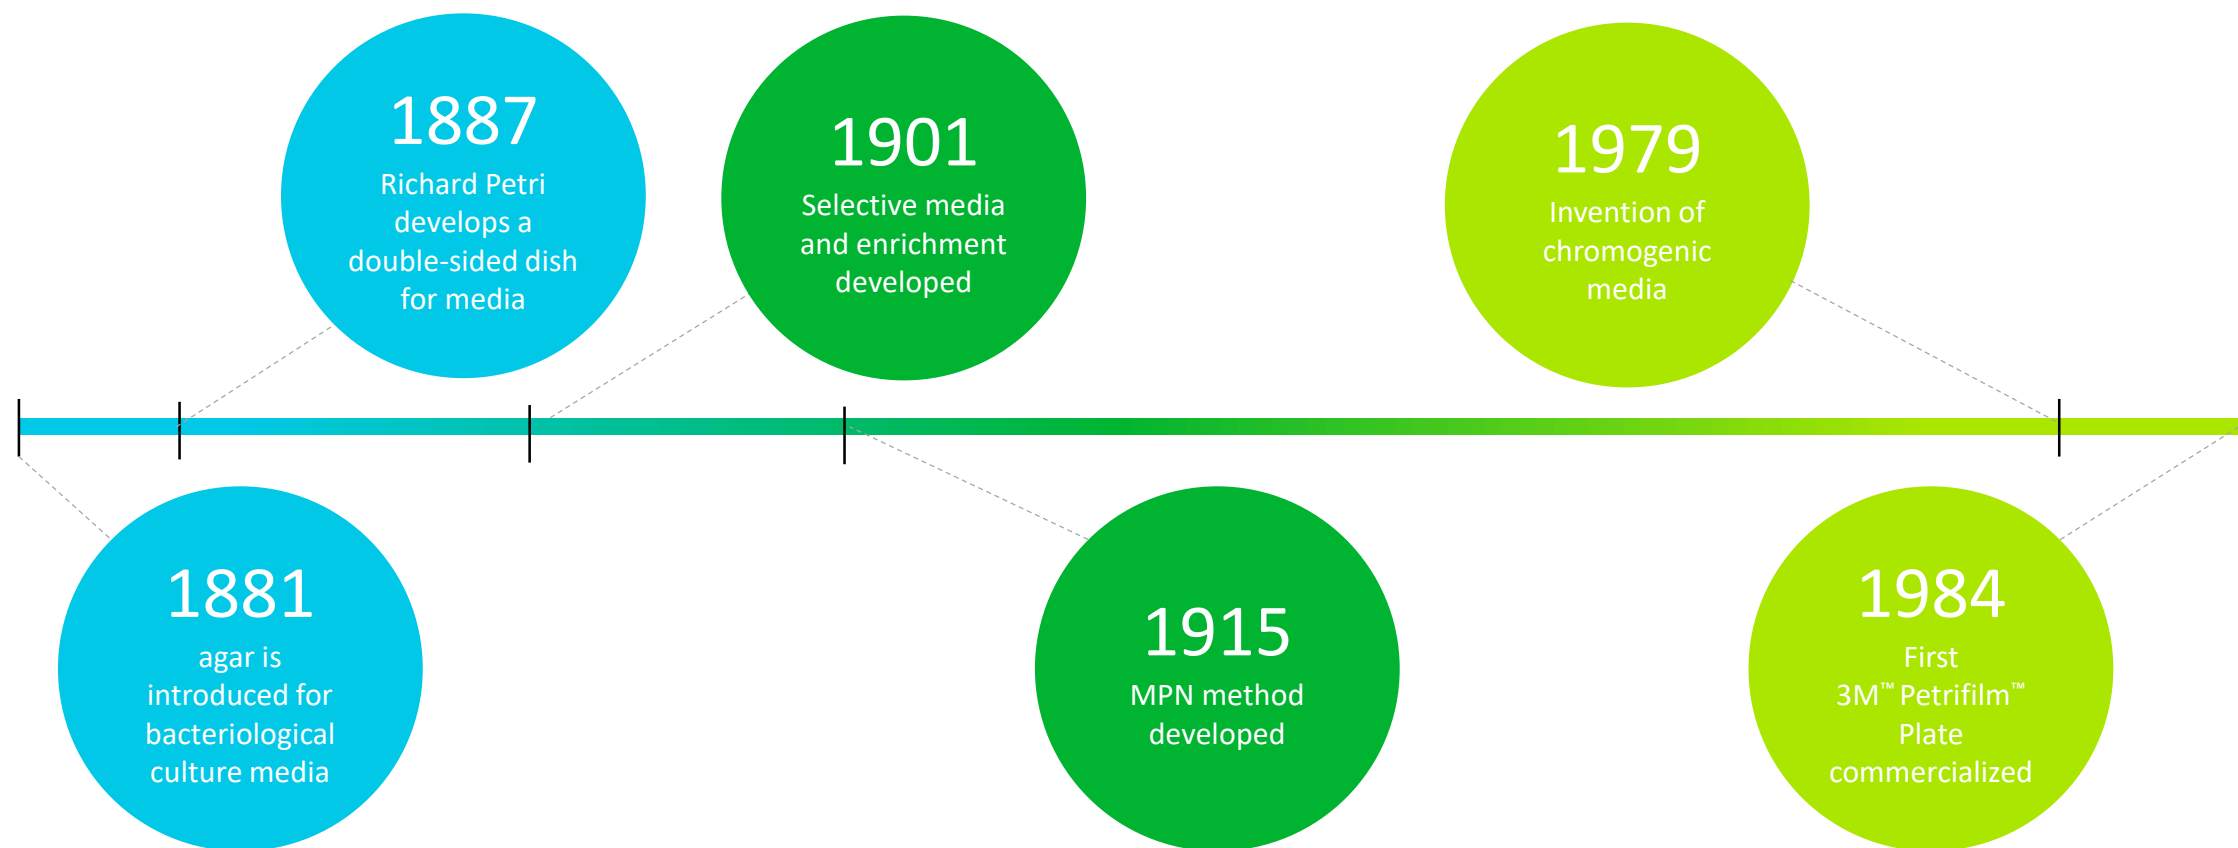 1887
Richard Petri
develops a
double-sided dish
for media
1901
Selective media
and enrichment
developed
1979
Invention of
chromogenic
media
1881
agar is
introduced for
bacteriological
culture media
1915
MPN method
developed
1984
First
3M™ Petrifilm™
Plate
commercialized